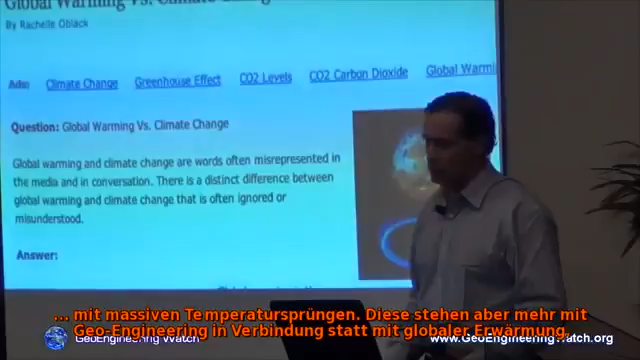 Global Warming Vs. Climate Change
By Rachelle Oblack
Ads: Climate Change Greenhouse Effect CO2 Levels CO2 Carbon Dioxide Global Warmi
Question: Global Warming Vs. Climate Change
Global warming and climate change are words often misrepresented in
the media and in conversation. There is a distinct difference between
global warming and climate change that is often ignored or
misunderstood.
Answer:
... mit massiven Temperatursprüngen. Diese stehen aber mehr mit
Geo-Engineering in Verbindung statt mit globaler Erwärmung.
GeoEngineering Watch www.GeoEngineeringWatch.org